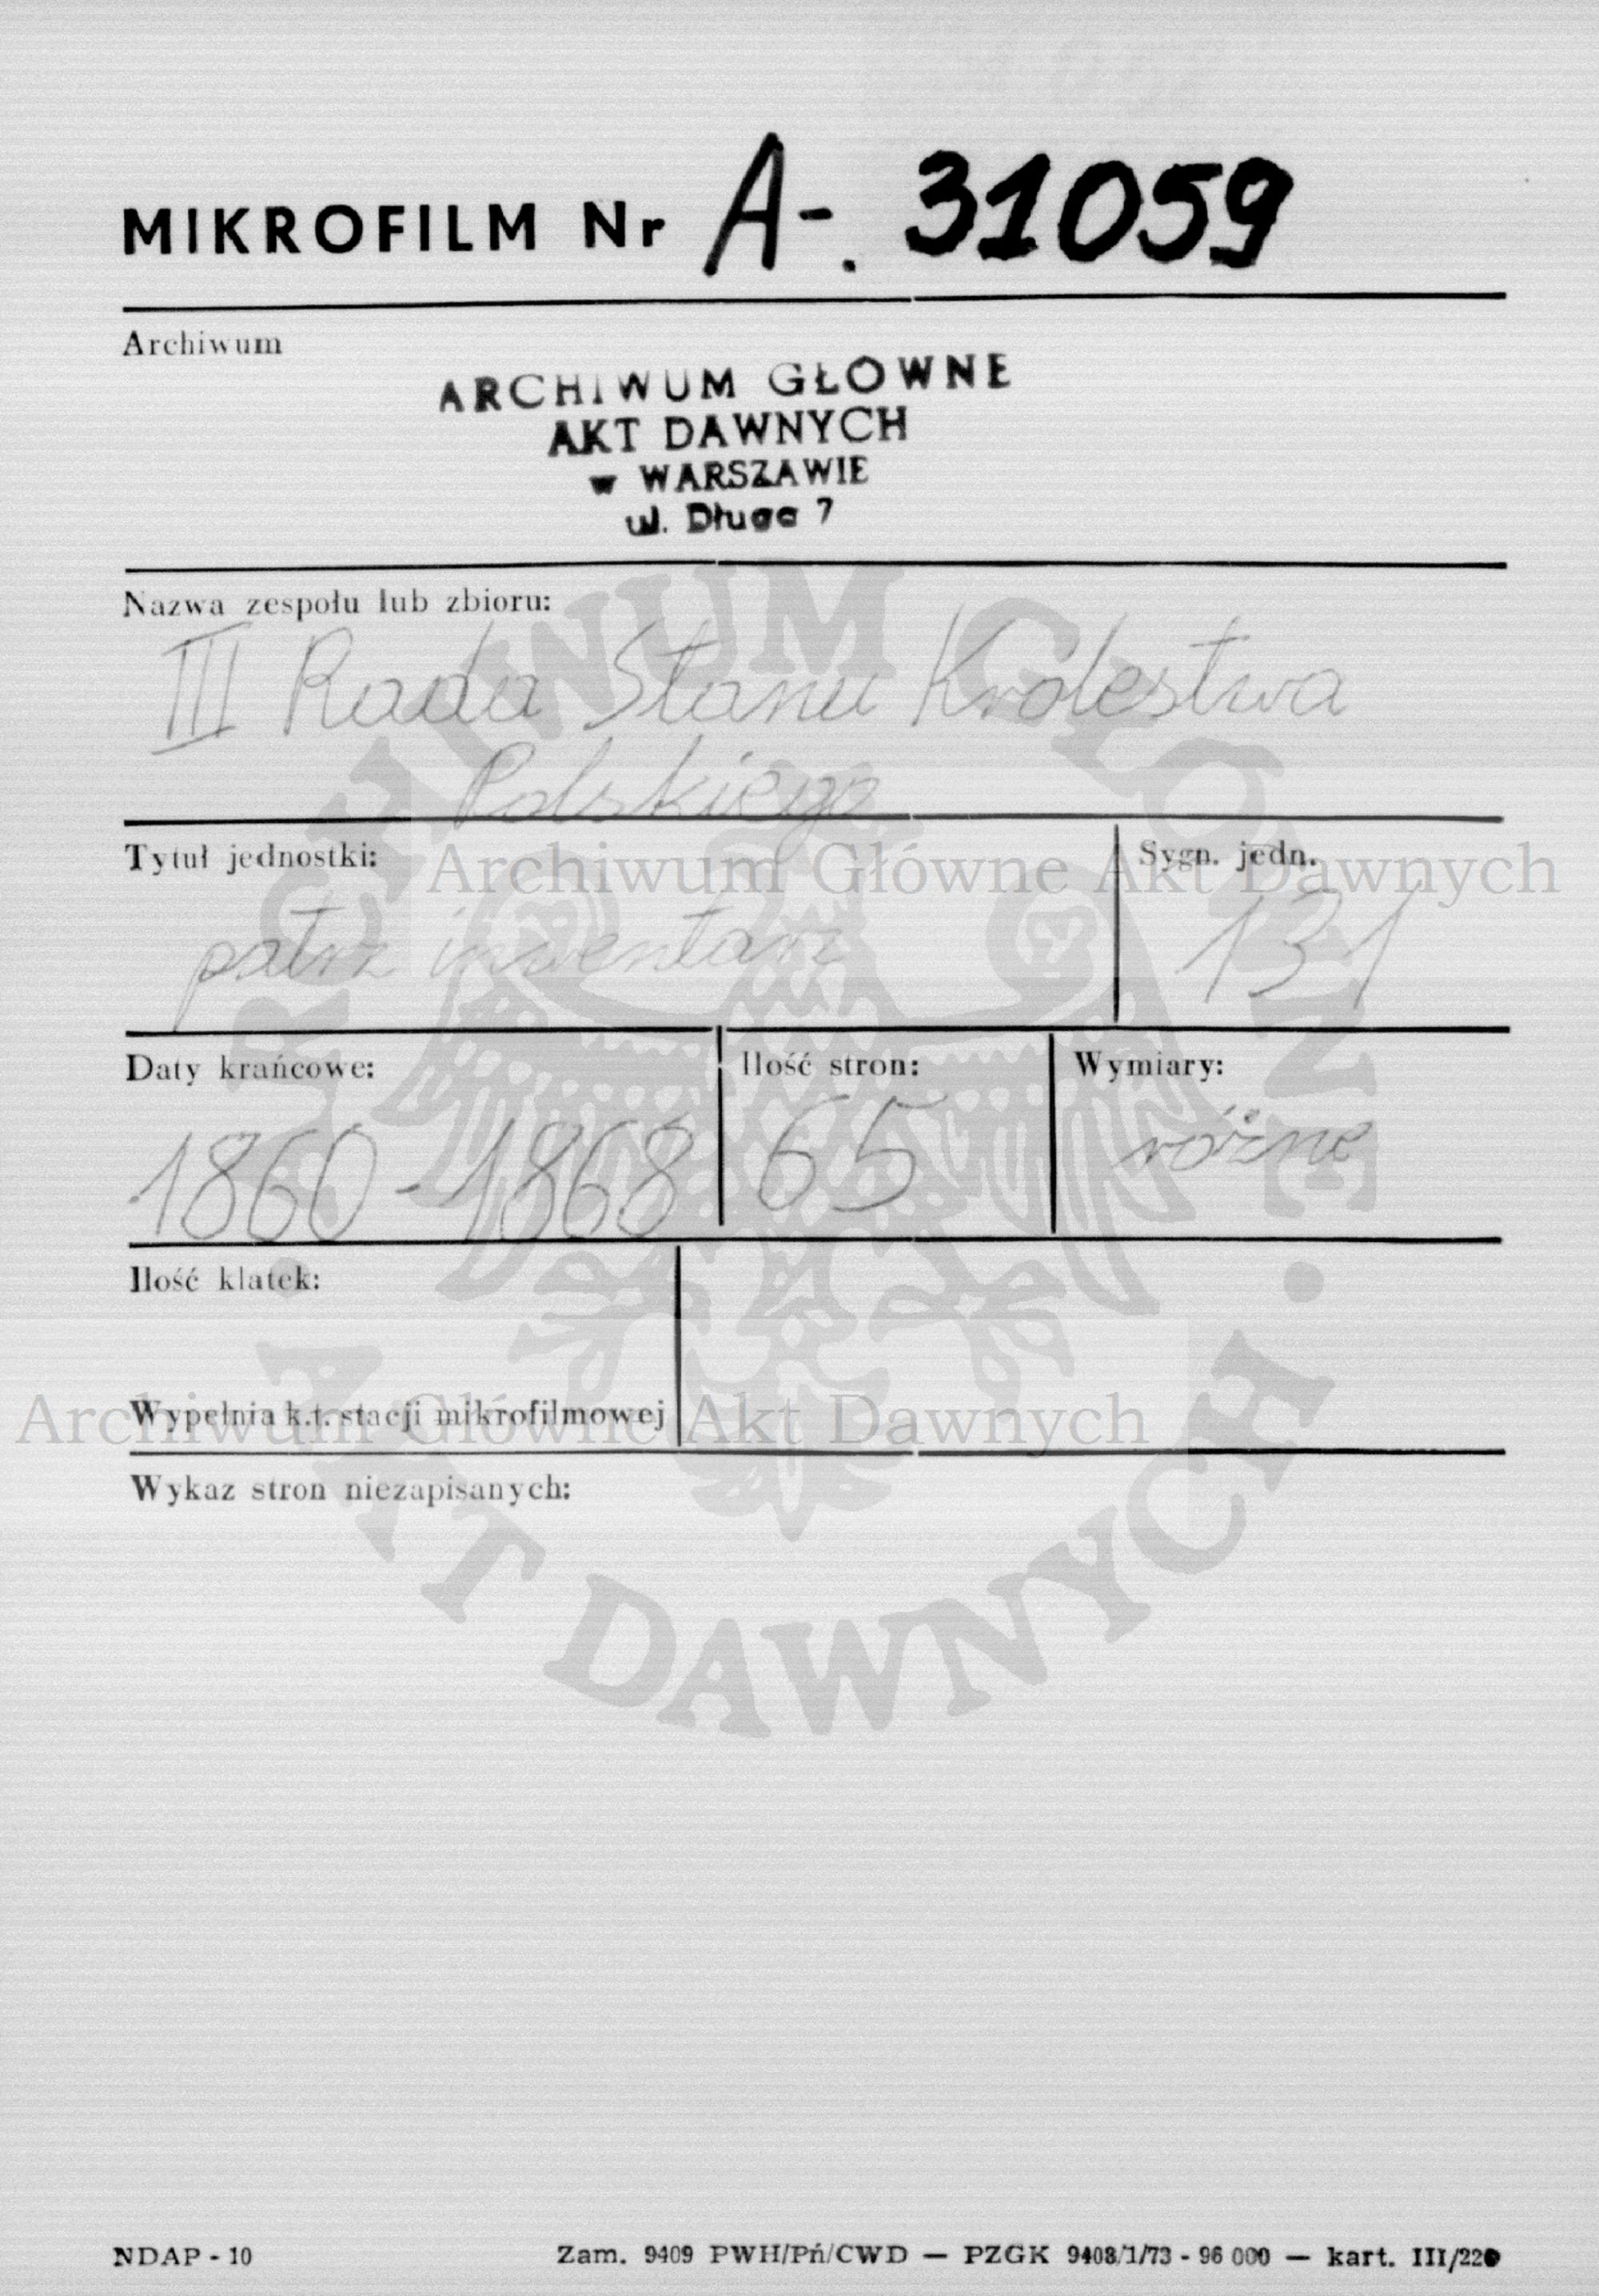 MIKROFILM Nr A-. 31059
Archiwum
ARCHIWUM GŁÓWNE
AKT DAWNYCH
w WARSZAWIE
ul. Długa 7
Nazwa zespołu lub zbioru:
III Rada Stanu Królestwa
Polskiego
Tytuł jednostki:
Sygn. jedn.
Archiwum Główne Akt Dawnych
patrz inwentarz
131
Daty krańcowe:
Ilość stron:
Wymiary:
1860-1868
65
różne
Ilość klatek:
Wypełnia k.t. stacji mikrofilmowej
Archiwum Główne Akt Dawnych
Wykaz stron niezapisanych:
ARCHIWUM GŁÓWNE
AKT DAWNYCH
NDAP - 10
Zam. 9409 PWH/Pń/CWD — PZGK 9408/1/73 - 96 000 — kart. III/220